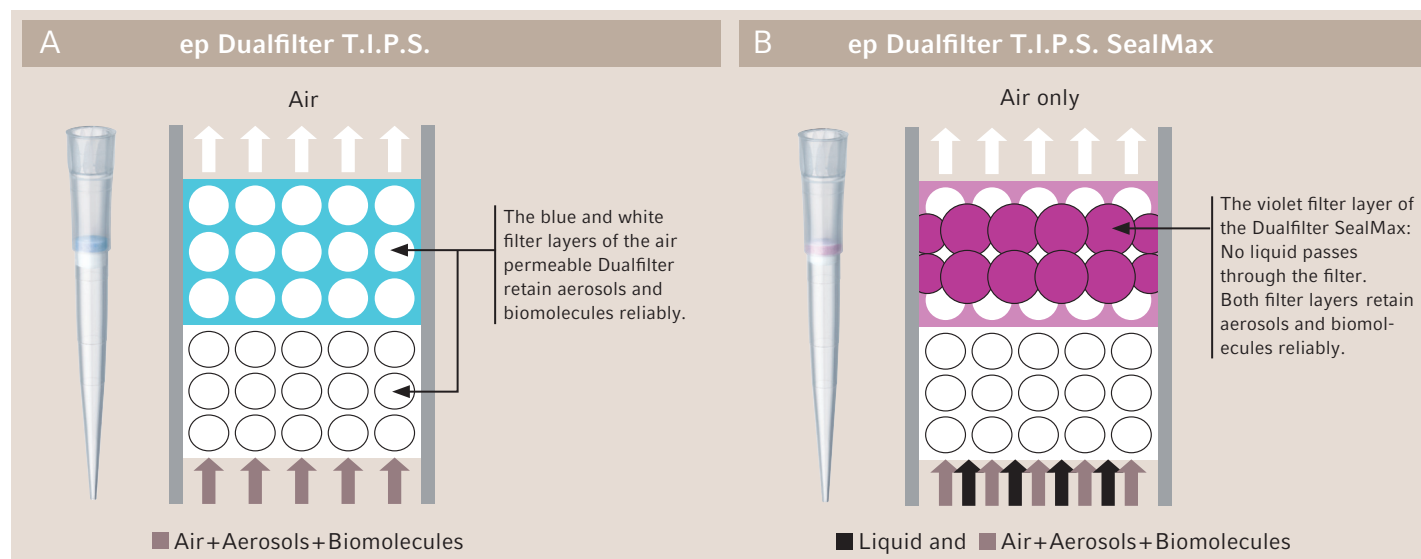 A
ep Dualfilter T.I.P.S.
Air
The blue and white
filter layers of the air
permeable Dualfilter
retain aerosols and
biomolecules reliably.
Air+Aerosols+Biomolecules
B
ep Dualfilter T.I.P.S. SealMax
Air only
The violet filter layer of
the Dualfilter SealMax:
No liquid passes
through the filter.
Both filter layers retain
aerosols and biomol-
ecules reliably.
Liquid and Air+Aerosols+Biomolecules